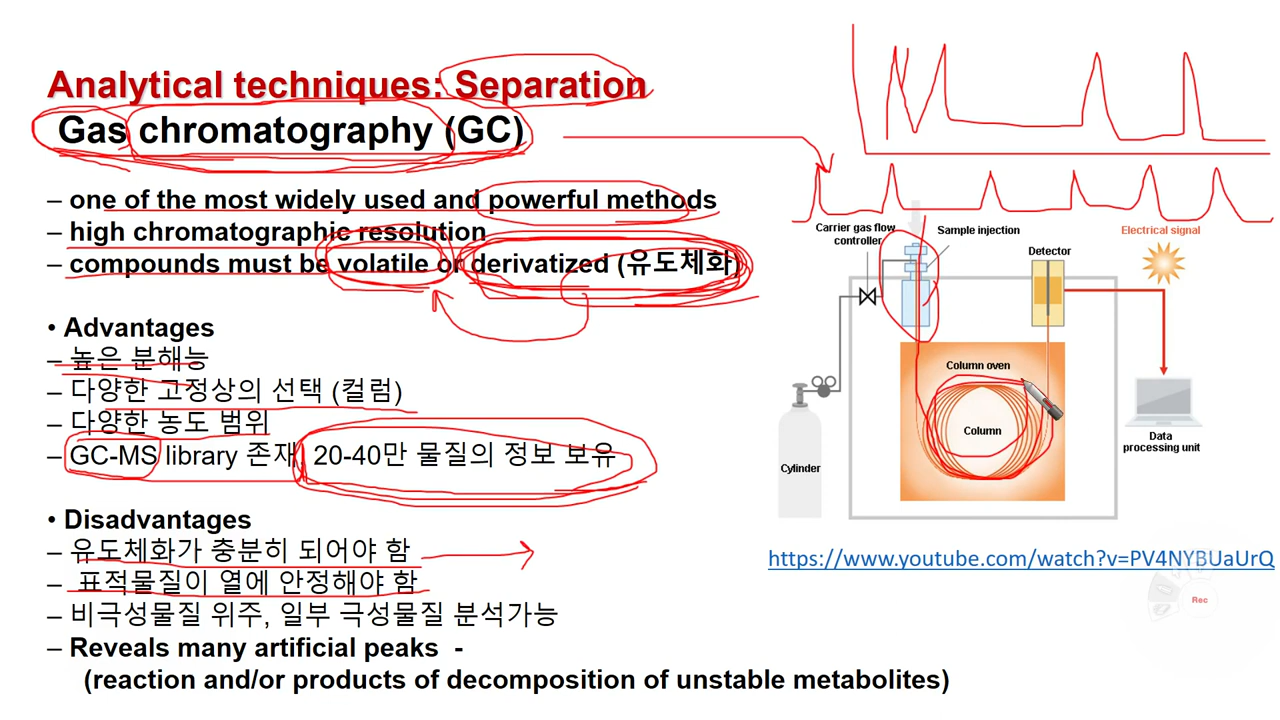 Analytical techniques: Separation
Gas chromatography (GC)
– one of the most widely used and powerful methods
– high chromatographic resolution
– compounds must be volatile or derivatized (유도체화)
• Advantages
– 높은 분해능
– 다양한 고정상의 선택 (컬럼)
– 다양한 농도 범위
– GC-MS library 존재, 20-40만 물질의 정보 보유
• Disadvantages
– 유도체화가 충분히 되어야 함
– 표적물질이 열에 안정해야 함
– 비극성물질 위주, 일부 극성물질 분석가능
– Reveals many artificial peaks -
(reaction and/or products of decomposition of unstable metabolites)
Carrier gas flow
controller
Sample injection
Electrical signal
Detector
Column oven
Column
Cylinder
Data
processing unit
https://www.youtube.com/watch?v=PV4NYBUaUrQ
Rec